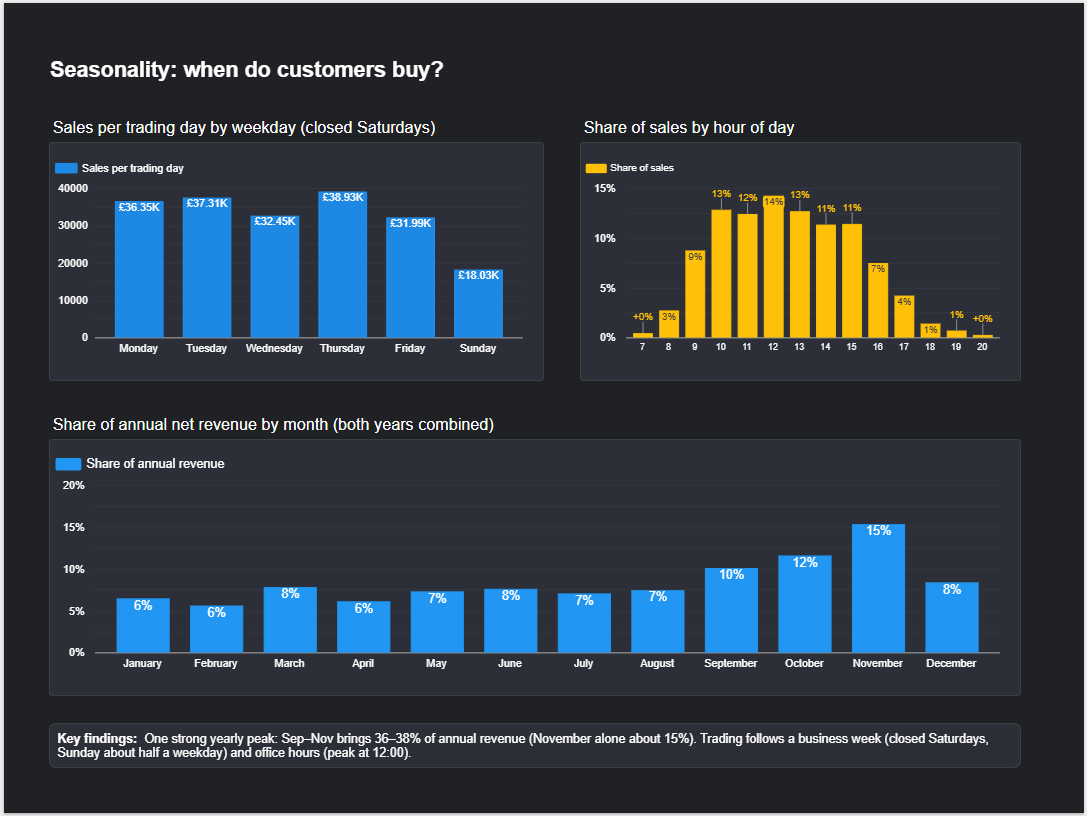 Seasonality: when do customers buy?
Sales per trading day by weekday (closed Saturdays)
Sales per trading day
40000
30000
20000
10000
0
£36.35K
£37.31K
£32.45K
£38.93K
£31.99K
£18.03K
Monday Tuesday Wednesday Thursday Friday Sunday
Share of sales by hour of day
Share of sales
15%
10%
5%
0%
+0%
3%
9%
13%
12%
14%
13%
11%
11%
7%
4%
1%
1%
+0%
7 8 9 10 11 12 13 14 15 16 17 18 19 20
Share of annual net revenue by month (both years combined)
Share of annual revenue
20%
15%
10%
5%
0%
6%
6%
8%
6%
7%
8%
7%
7%
10%
12%
15%
8%
January February March April May June July August September October November December
Key findings: One strong yearly peak: Sep–Nov brings 36–38% of annual revenue (November alone about 15%). Trading follows a business week (closed Saturdays,
Sunday about half a weekday) and office hours (peak at 12:00).